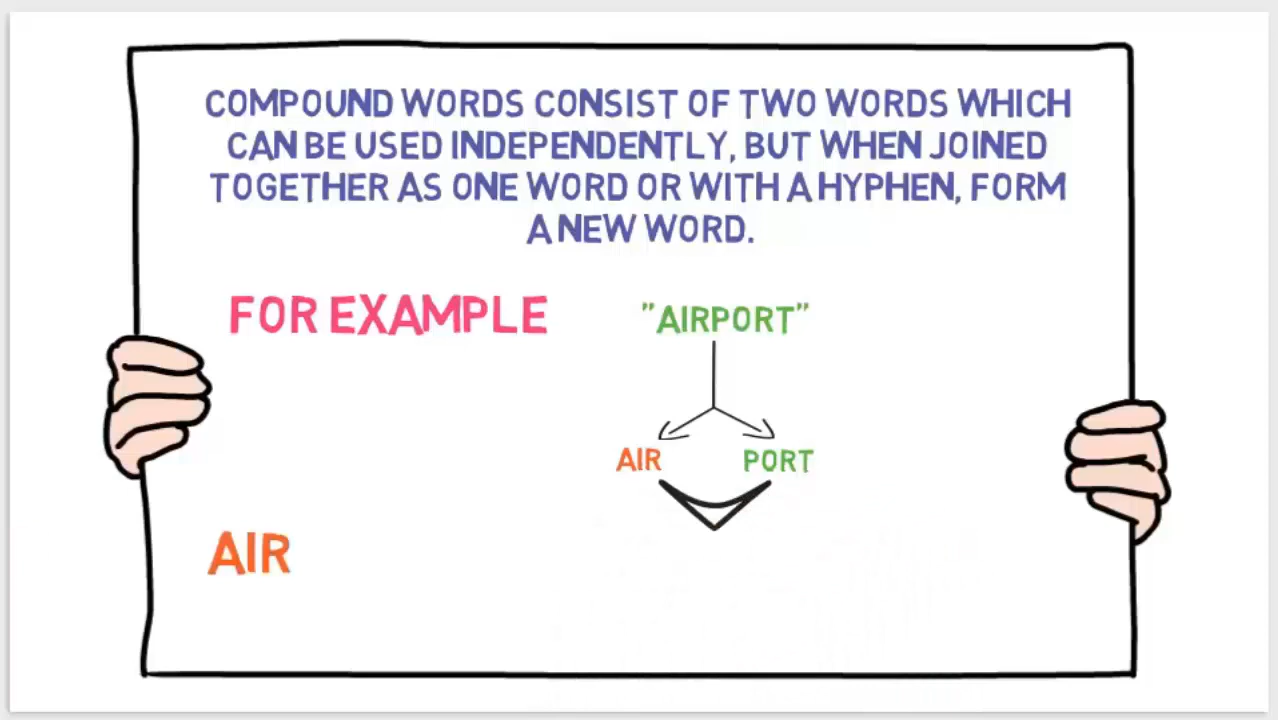 COMPOUND WORDS CONSIST OF TWO WORDS WHICH
CAN BE USED INDEPENDENTLY, BUT WHEN JOINED
TOGETHER AS ONE WORD OR WITH A HYPHEN, FORM
A NEW WORD.
FOR EXAMPLE
"AIRPORT"
AIR PORT
AIR